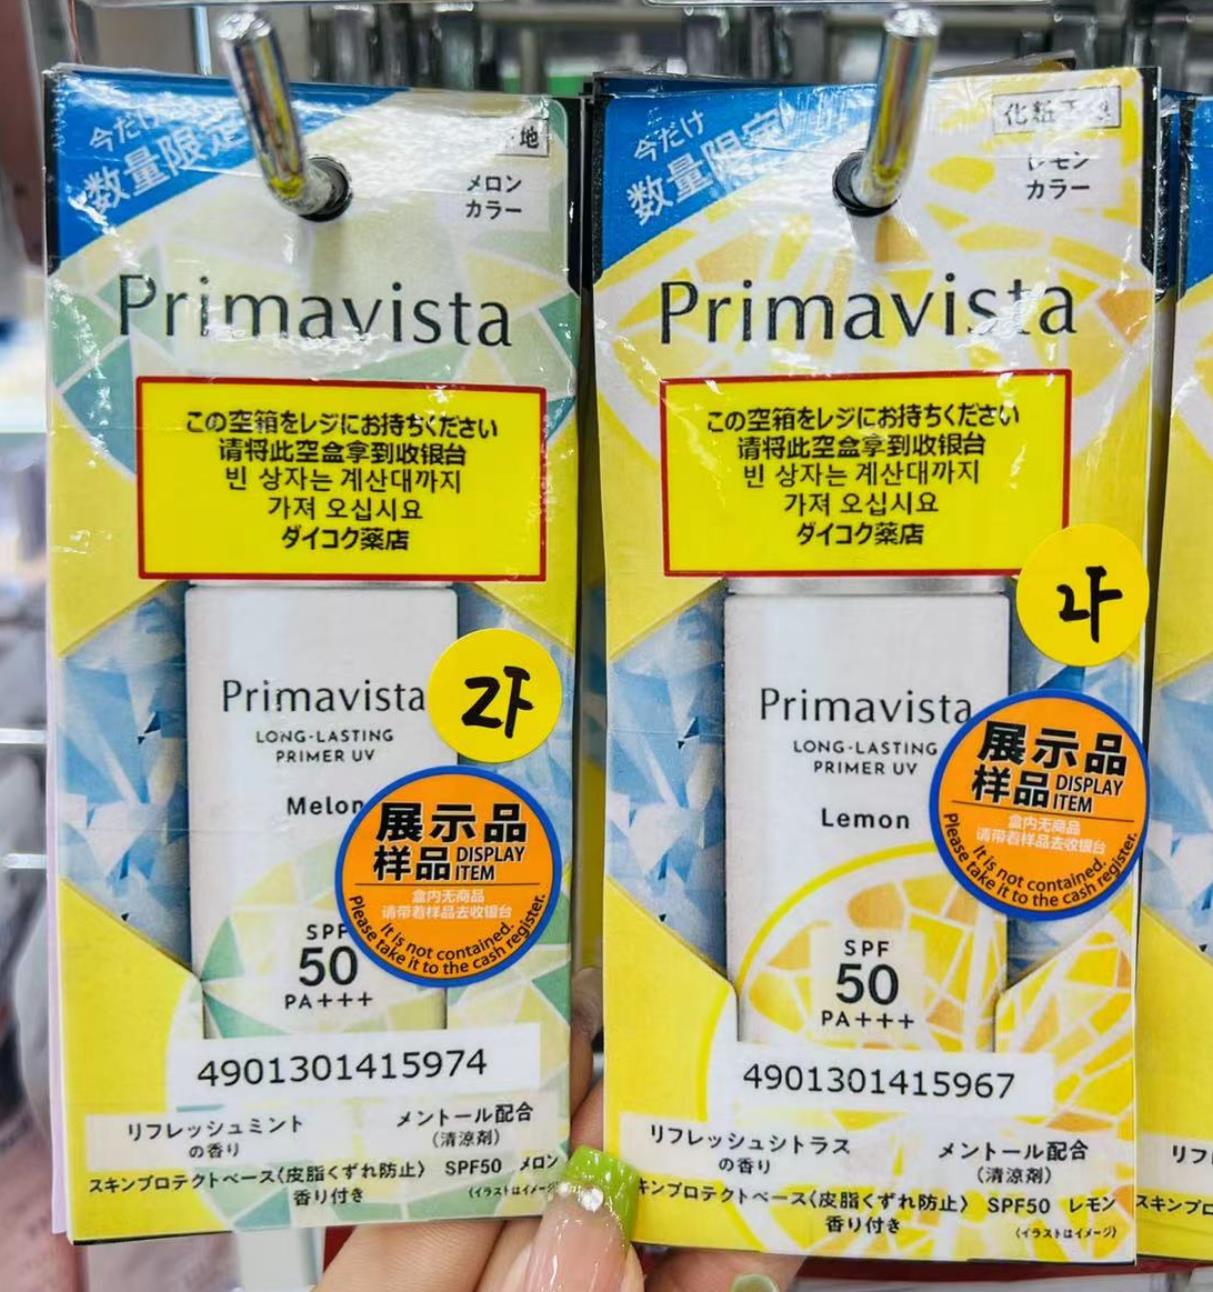 今だけ
数量限定
地
メロン
カラー
Primavista
この空箱をレジにお持ちください
请将此空盒拿到收银台
빈 상자는 계산대까지
가져 오십시요
ダイコク薬店
Primavista
LONG-LASTING
PRIMER UV
Melon
라
展示品
样品 DISPLAY ITEM
盒内无商品
请带着样品去收银台
It is not contained.
Please take it to the cash register.
SPF
50
PA+++
4901301415974
リフレッシュミント
の香り
メントール配合
(清涼剤)
スキンプロテクトベース〈皮脂くずれ防止〉 SPF50 メロン
香り付き
(イラストはイメージ
今だけ
数量限定
化粧下地
レモン
カラー
Primavista
この空箱をレジにお持ちください
请将此空盒拿到收银台
빈 상자는 계산대까지
가져 오십시요
ダイコク薬店
나
Primavista
LONG-LASTING
PRIMER UV
Lemon
展示品
样品 DISPLAY ITEM
盒内无商品
请带着样品去收银台
It is not contained.
Please take it to the cash register.
SPF
50
PA+++
4901301415967
リフレッシュシトラス
の香り
メントール配合
(清涼剤)
キンプロテクトベース〈皮脂くずれ防止〉 SPF50 レモン
香り付き
(イラストはイメージ)
リフ
スキンプロ